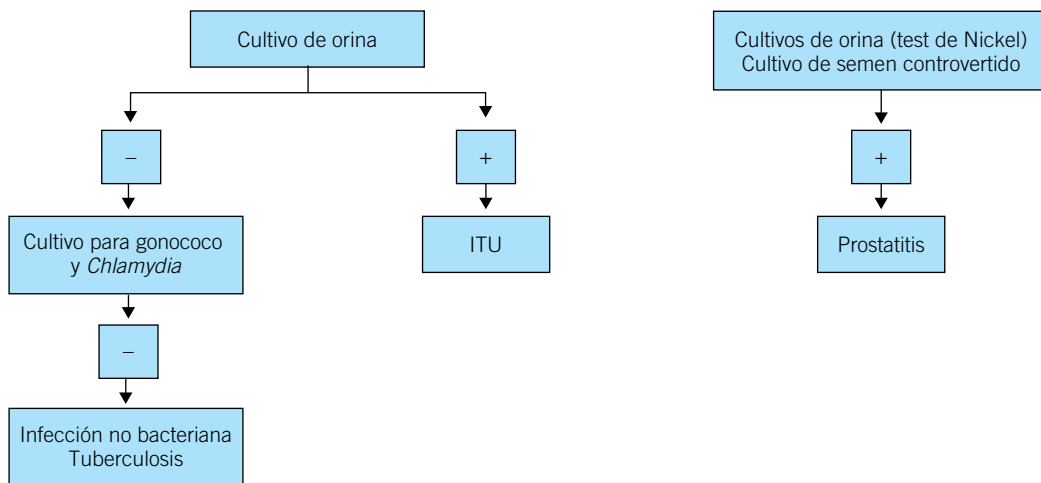 Cultivo de orina
–
+
Cultivo para gonococo
y Chlamydia
ITU
–
Infección no bacteriana
Tuberculosis
Cultivos de orina (test de Nickel)
Cultivo de semen controvertido
+
Prostatitis